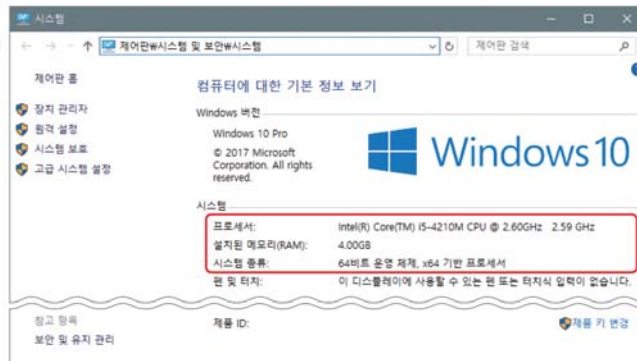 시스템
제어판₩시스템 및 보안₩시스템
제어판 검색
제어판 홈
장치 관리자
원격 설정
시스템 보호
고급 시스템 설정
컴퓨터에 대한 기본 정보 보기
Windows 버전
Windows 10 Pro
© 2017 Microsoft
Corporation. All rights
reserved.
Windows 10
시스템
프로세서: Intel(R) Core(TM) i5-4210M CPU @ 2.60GHz 2.59 GHz
설치된 메모리(RAM): 4.00GB
시스템 종류: 64비트 운영 체제, x64 기반 프로세서
펜 및 터치: 이 디스플레이에 사용할 수 있는 펜 또는 터치식 입력이 없습니다.
참고 항목
보안 및 유지 관리
제품 ID:
제품 키 변경